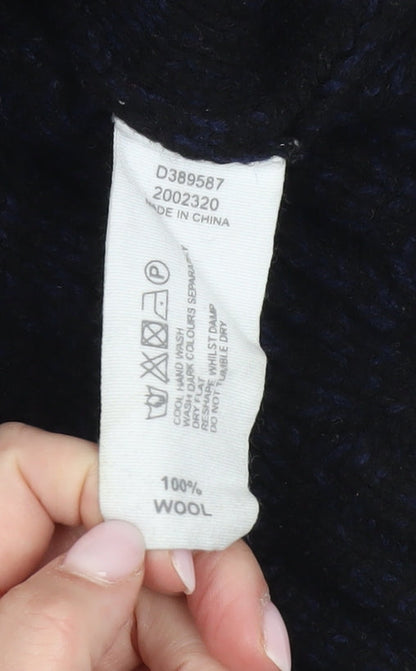 D389587
2002320
MADE IN CHINA
P
COOL HAND WASH
WASH DARK COLOURS SEPARATELY
DRY FLAT
RESHAPE WHILST DAMP
DO NOT TUMBLE DRY
100%
WOOL